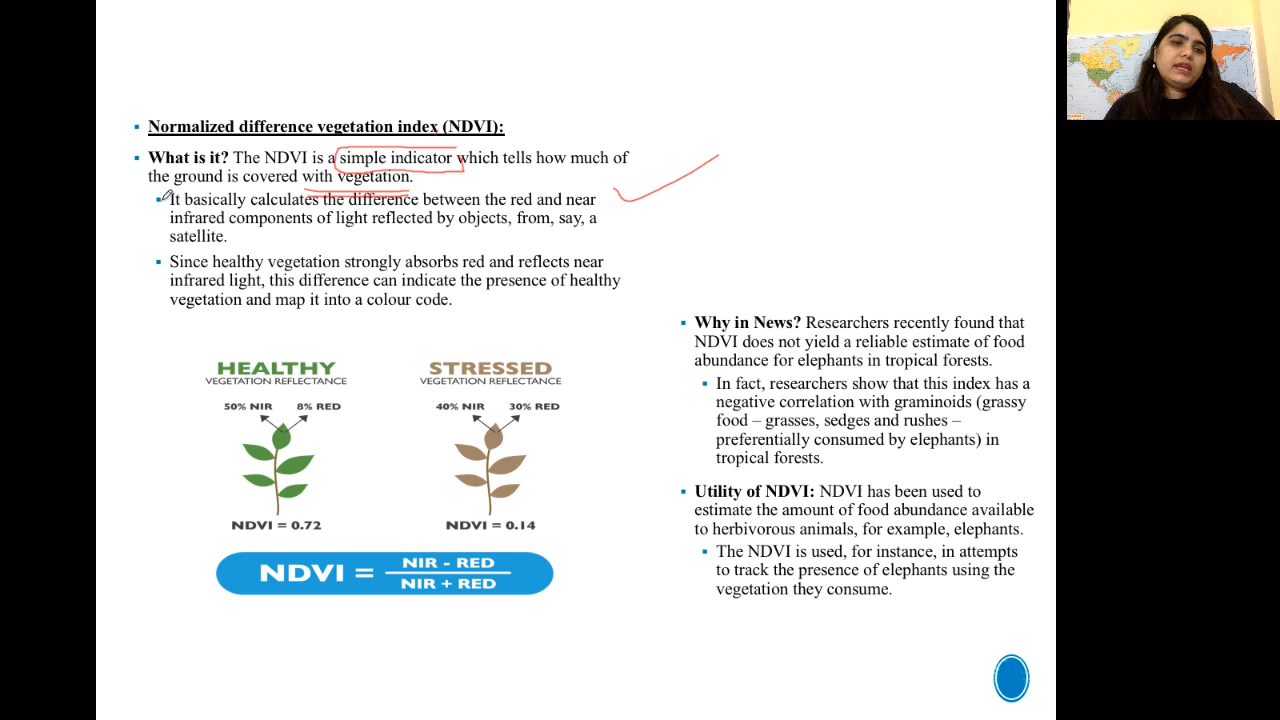 Normalized difference vegetation index (NDVI):
What is it? The NDVI is a simple indicator which tells how much of
the ground is covered with vegetation.
It basically calculates the difference between the red and near
infrared components of light reflected by objects, from, say, a
satellite.
Since healthy vegetation strongly absorbs red and reflects near
infrared light, this difference can indicate the presence of healthy
vegetation and map it into a colour code.
HEALTHY
VEGETATION REFLECTANCE
50% NIR 8% RED
NDVI = 0.72
STRESSED
VEGETATION REFLECTANCE
40% NIR 30% RED
NDVI = 0.14
NDVI = NIR - RED
NIR + RED
Why in News? Researchers recently found that
NDVI does not yield a reliable estimate of food
abundance for elephants in tropical forests.
In fact, researchers show that this index has a
negative correlation with graminoids (grassy
food – grasses, sedges and rushes –
preferentially consumed by elephants) in
tropical forests.
Utility of NDVI: NDVI has been used to
estimate the amount of food abundance available
to herbivorous animals, for example, elephants.
The NDVI is used, for instance, in attempts
to track the presence of elephants using the
vegetation they consume.